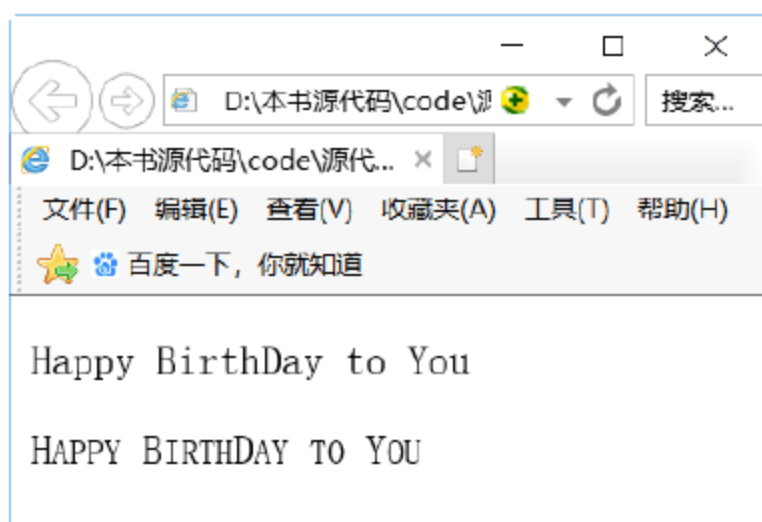 D:\本书源代码\code\源
搜索...
D:\本书源代码\code\源代...
文件(F) 编辑(E) 查看(V) 收藏夹(A) 工具(T) 帮助(H)
百度一下，你就知道
Happy BirthDay to You
HAPPY BIRTHDAY TO YOU